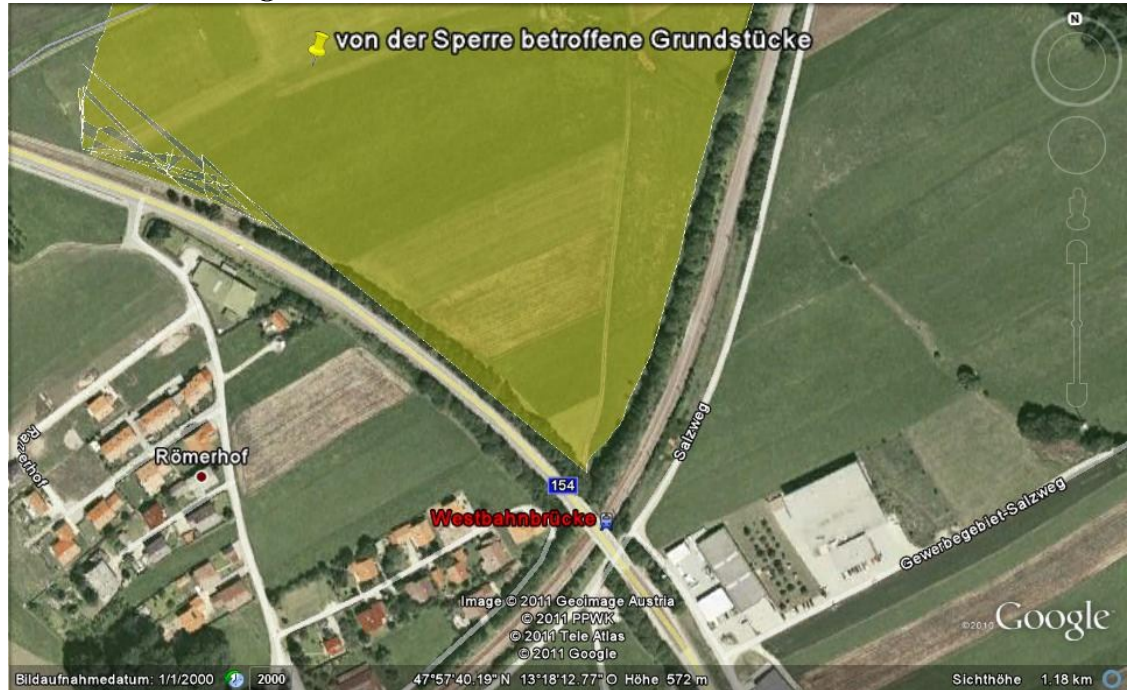 von der Sperre betroffene Grundstücke
N
Salzweg
Römerhof
154
Westbahnbrücke
Gewerbegebiet-Salzweg
Image © 2011 Geoimage Austria
© 2011 PPWK
© 2011 Tele Atlas
© 2011 Google
©2010 Google
Bildaufnahmedatum: 1/1/2000 2000 47°57'40.19" N 13°18'12.77" O Höhe 572 m Sichthöhe 1.18 km